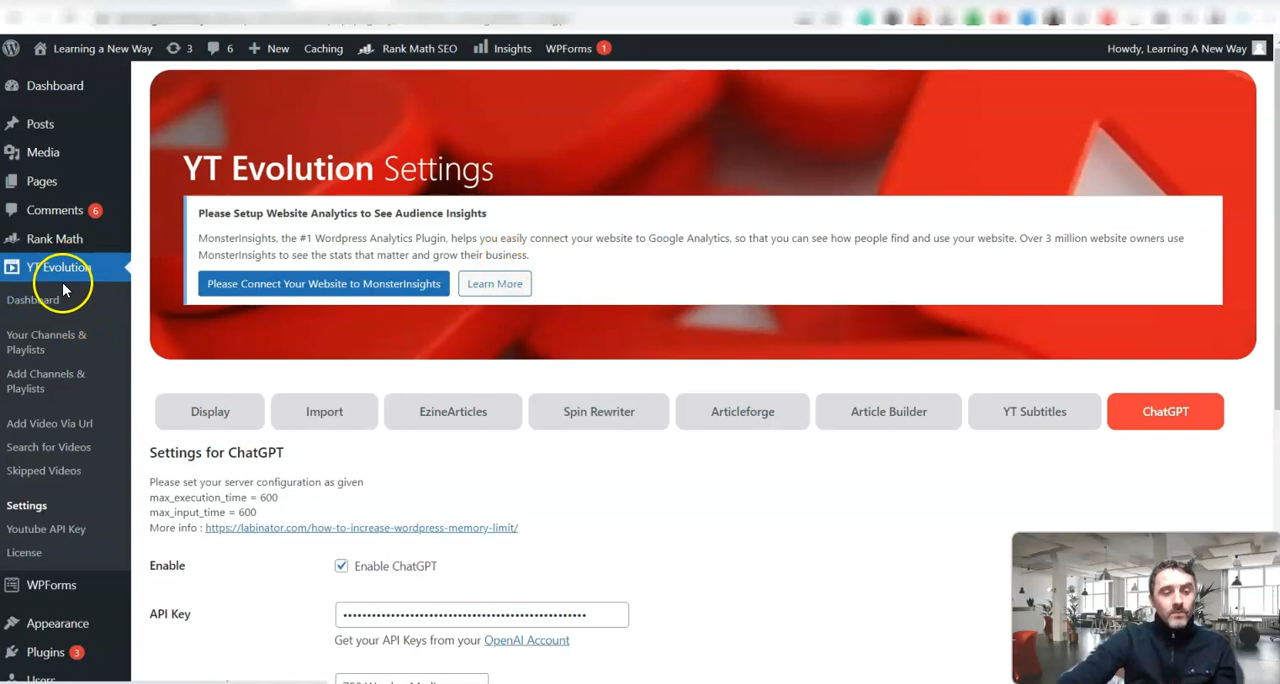 Learning a New Way 3 6 New Caching Rank Math SEO Insights WPForms 1 Howdy, Learning A New Way
Dashboard
Posts
Media
Pages
Comments 6
Rank Math
YT Evolution
Dashboard
Your Channels &
Playlists
Add Channels &
Playlists
Add Video Via Url
Search for Videos
Skipped Videos
Settings
Youtube API Key
License
WPForms
Appearance
Plugins 3
Users
YT Evolution Settings
Please Setup Website Analytics to See Audience Insights
MonsterInsights, the #1 Wordpress Analytics Plugin, helps you easily connect your website to Google Analytics, so that you can see how people find and use your website. Over 3 million website owners use
MonsterInsights to see the stats that matter and grow their business.
Please Connect Your Website to MonsterInsights Learn More
Display Import EzineArticles Spin Rewriter Articleforge Article Builder YT Subtitles ChatGPT
Settings for ChatGPT
Please set your server configuration as given
max_execution_time = 600
max_input_time = 600
More info : https://labinator.com/how-to-increase-wordpress-memory-limit/
Enable Enable ChatGPT
API Key ••••••••••••••••••••••••••••••••••••••••••••••••••••
Get your API Keys from your OpenAI Account